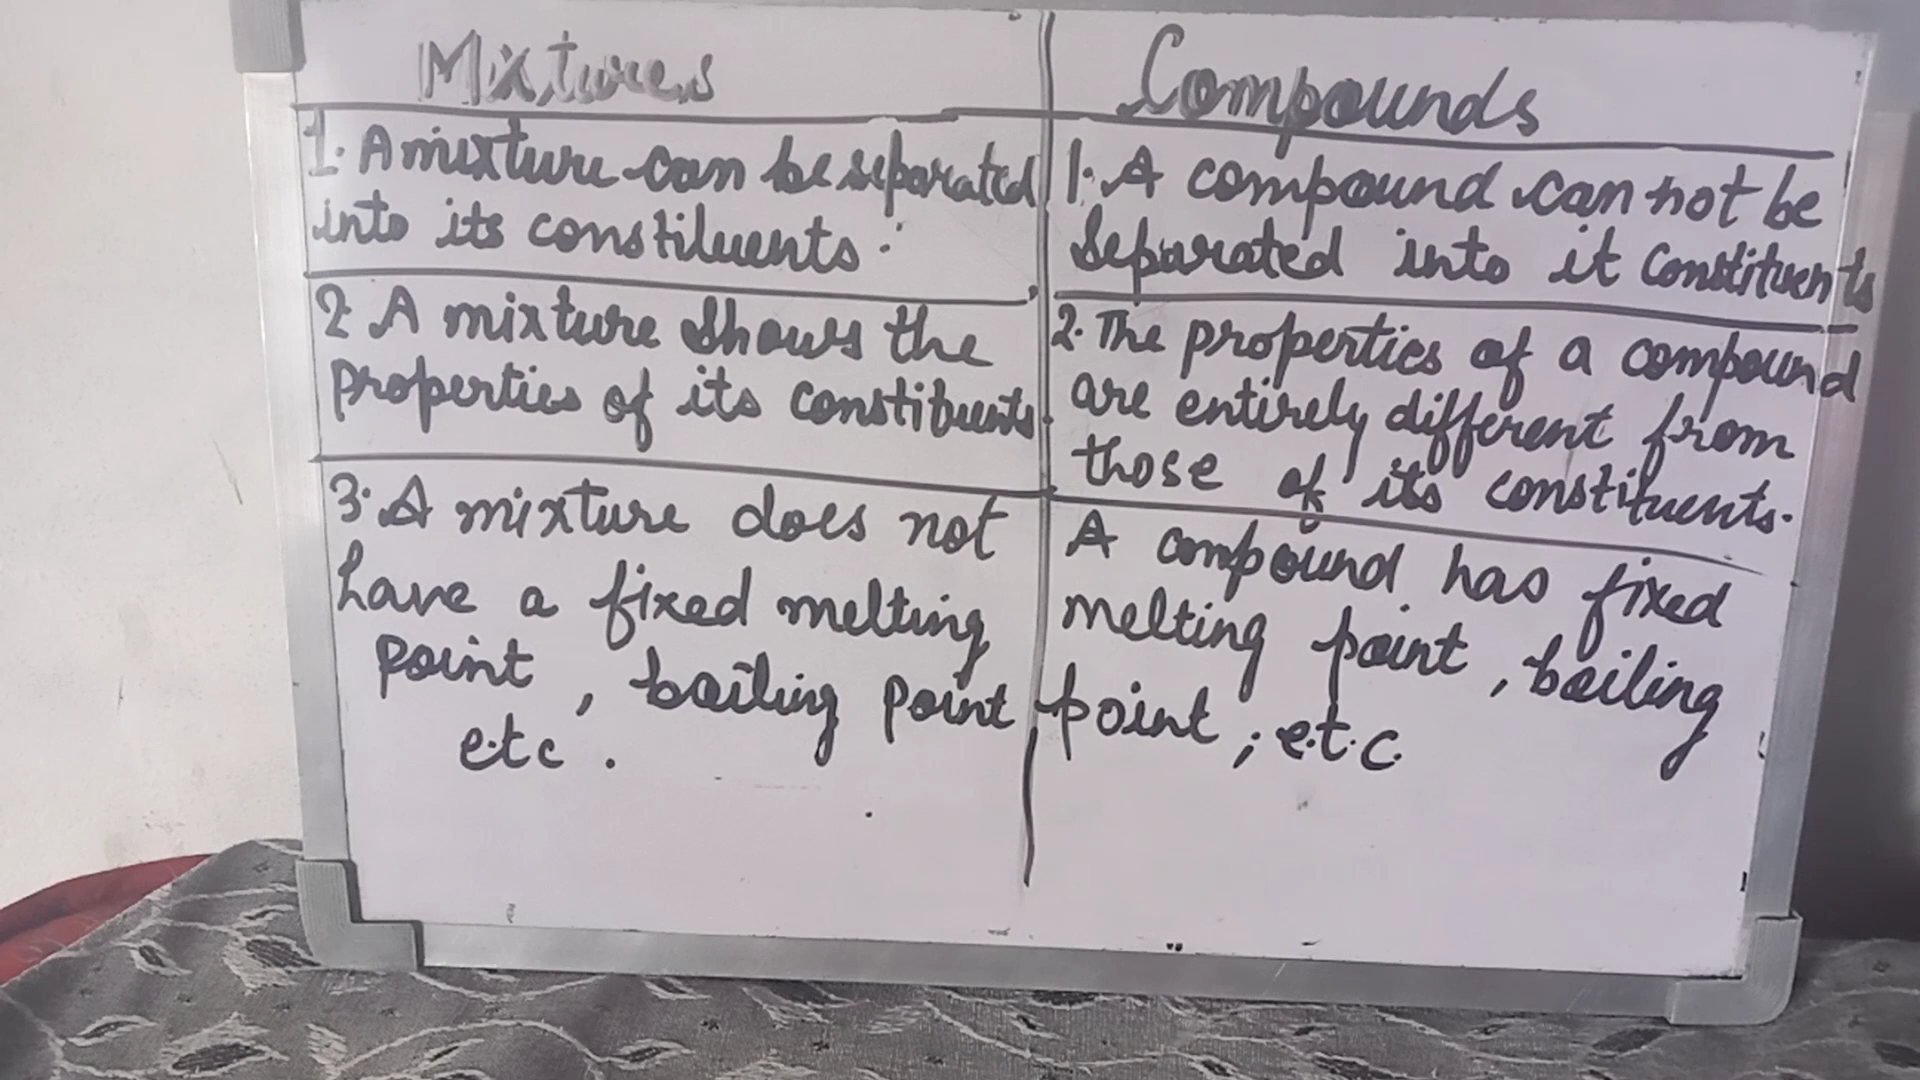 Mixtures
1. A mixture can be separated
into its constiluents.
2. A mixture shows the
properties of its constituents.
3. A mixture does not
have a fixed melting
point, boiling point
etc.
Compounds
1. A compound can not be
separated into it constituents
2. The properties of a compound
are entirely different from
those of its constituents.
A compound has fixed
melting point, boiling
point, e.t.c.